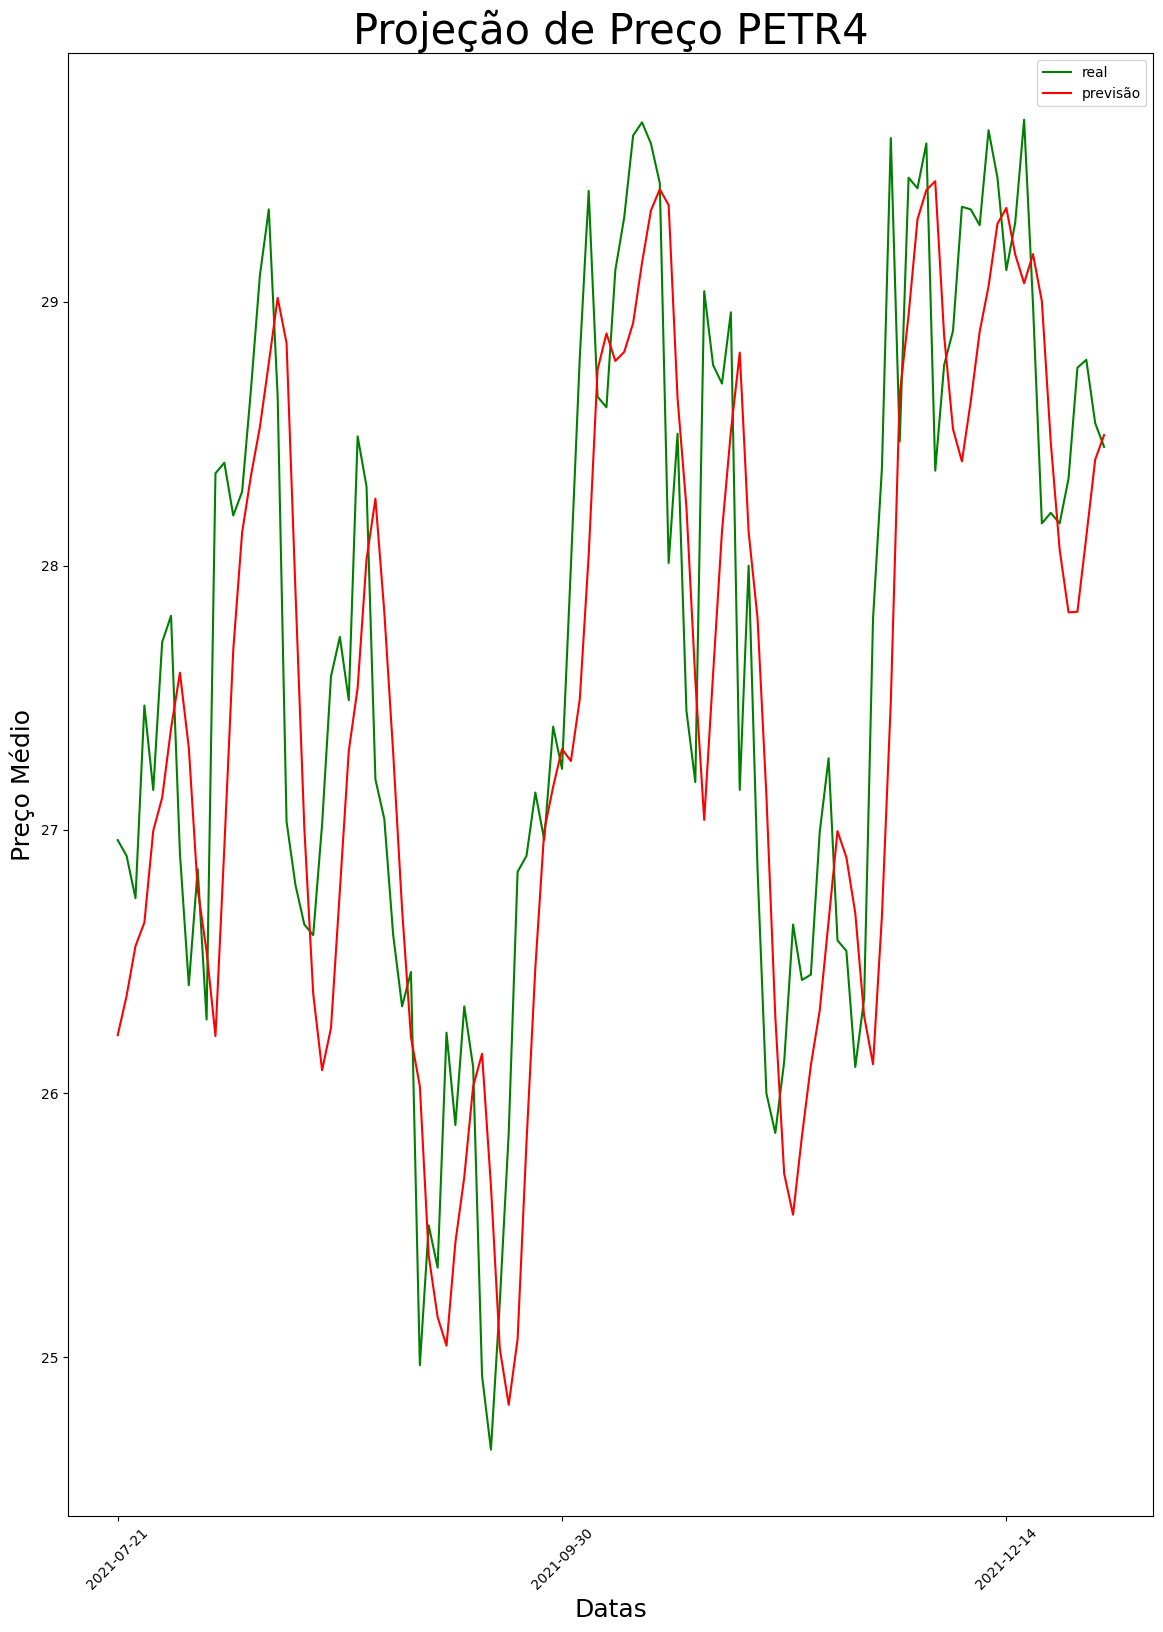 Projeção de Preço PETR4
real
previsão
29
28
27
26
25
Preço Médio
2021-07-21
2021-09-30
2021-12-14
Datas